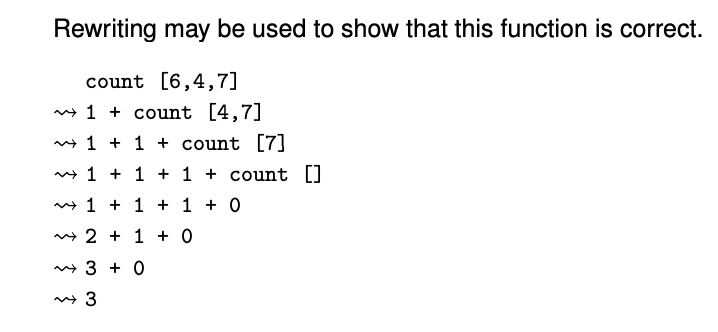 Rewriting may be used to show that this function is correct.
count [6,4,7]
⇝ 1 + count [4,7]
⇝ 1 + 1 + count [7]
⇝ 1 + 1 + 1 + count []
⇝ 1 + 1 + 1 + 0
⇝ 2 + 1 + 0
⇝ 3 + 0
⇝ 3